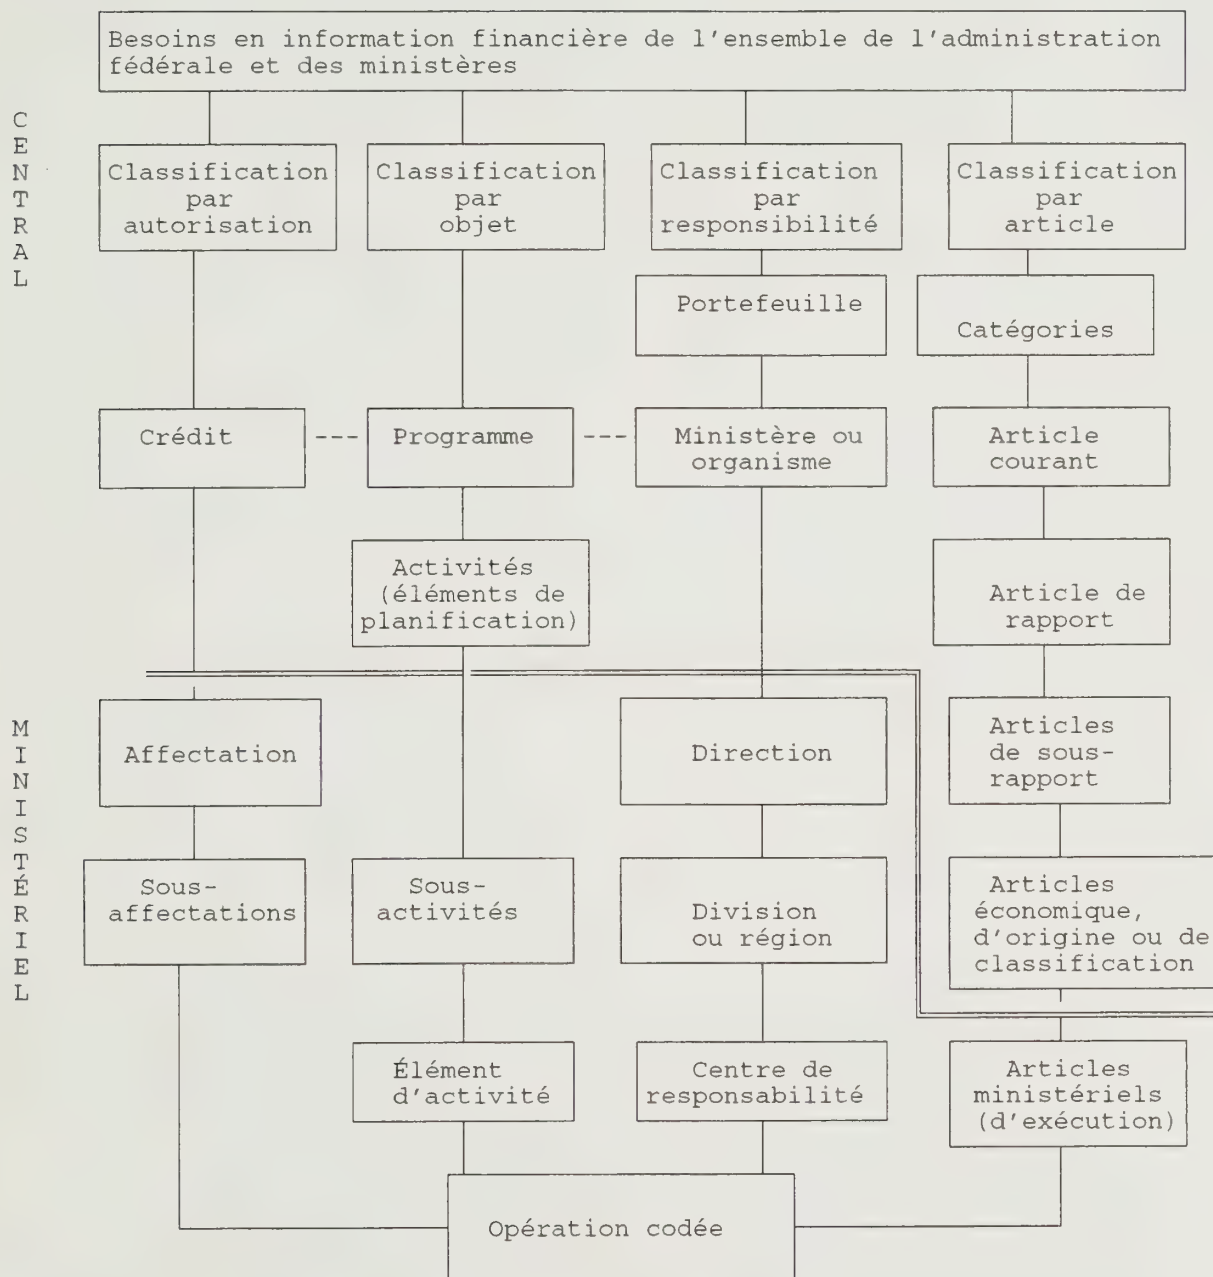 Besoins en information financière de l'ensemble de l'administration
fédérale et des ministères
CENTRAL
Classification
par
autorisation
Classification
par
objet
Classification
par
responsibilité
Classification
par
article
Portefeuille
Catégories
Crédit
---
Programme
---
Ministère ou
organisme
Article
courant
Activités
(éléments de
planification)
Article de
rapport
MINISTÉRIEL
Affectation
Direction
Articles
de sous-
rapport
Sous-
affectations
Sous-
activités
Division
ou région
Articles
économique,
d'origine ou de
classification
Élément
d'activité
Centre de
responsabilité
Articles
ministériels
(d'exécution)
Opération codée